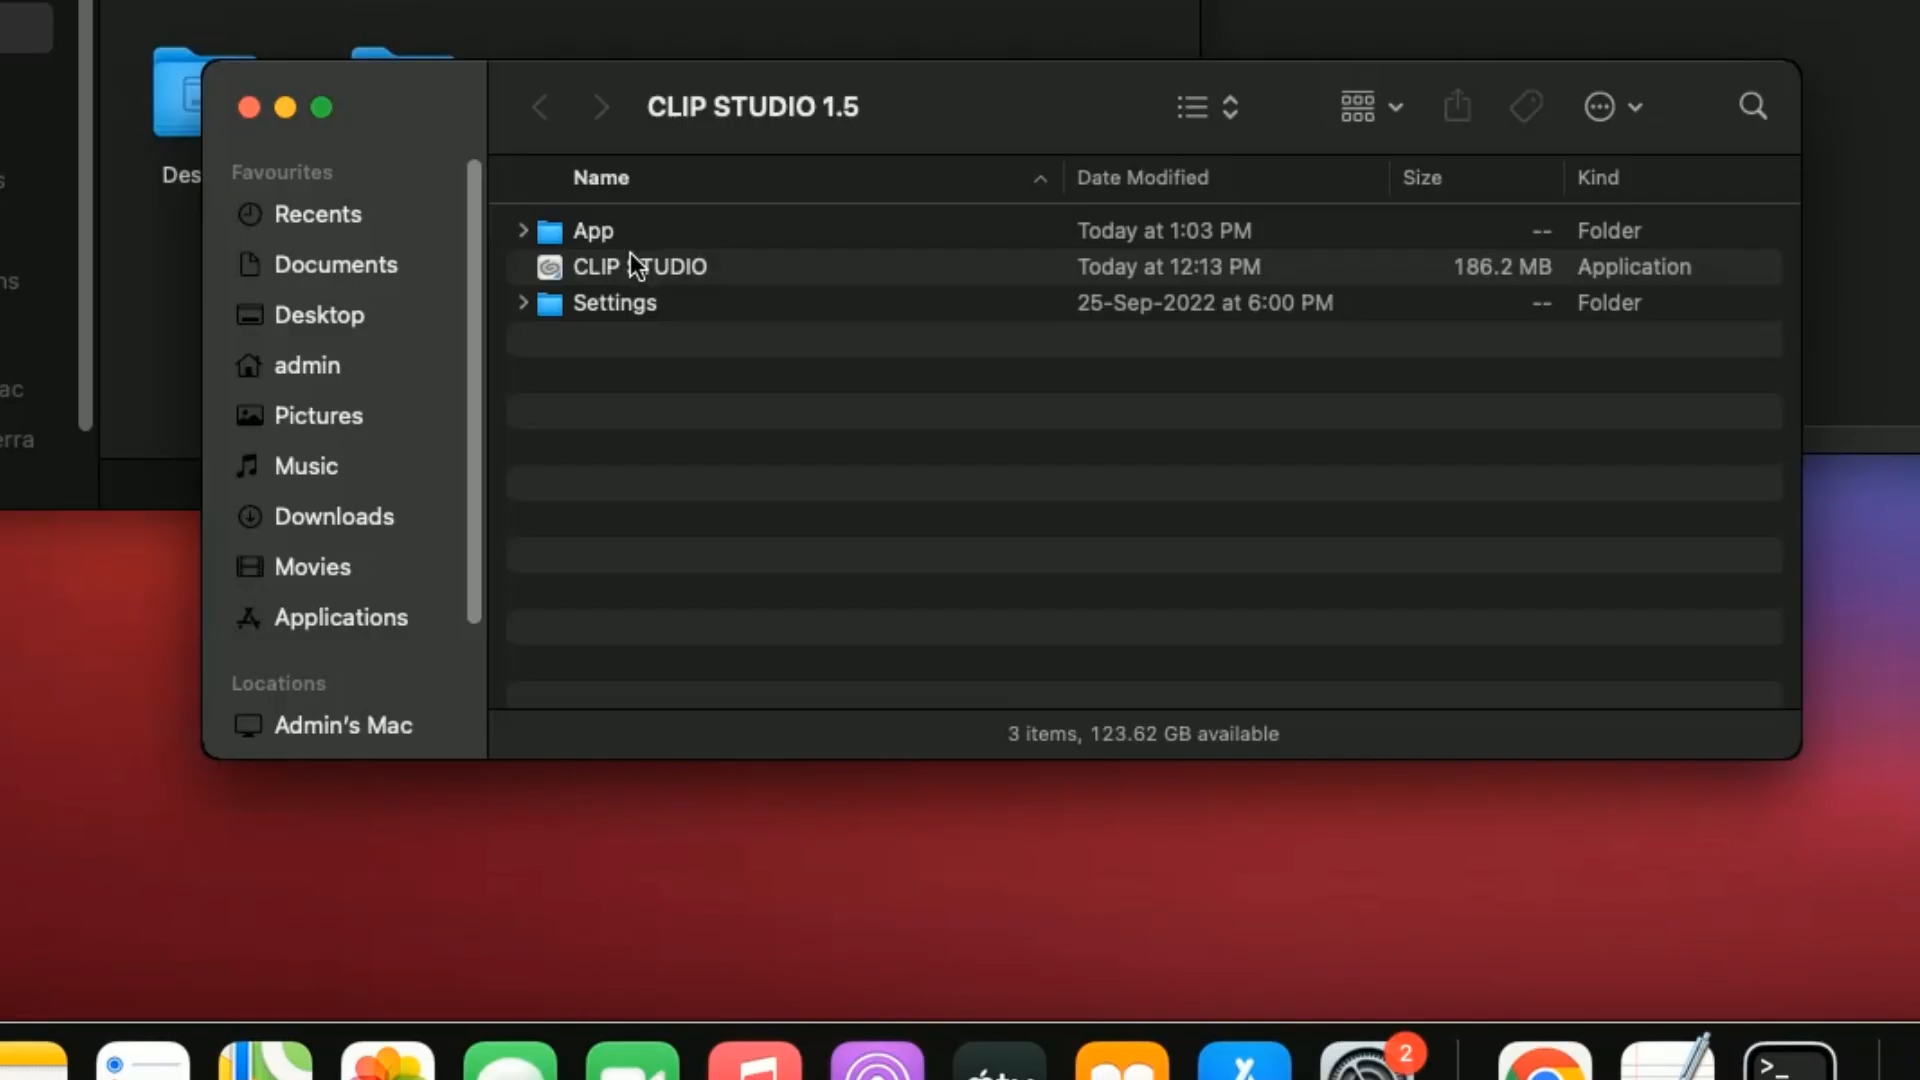 Des
CLIP STUDIO 1.5
Favourites
Recents
Documents
Desktop
admin
Pictures
Music
Downloads
Movies
Applications
Locations
Admin's Mac
Name Date Modified Size Kind
App Today at 1:03 PM -- Folder
CLIP STUDIO Today at 12:13 PM 186.2 MB Application
Settings 25-Sep-2022 at 6:00 PM -- Folder
3 items, 123.62 GB available
s
ns
ac
erra
2
>_